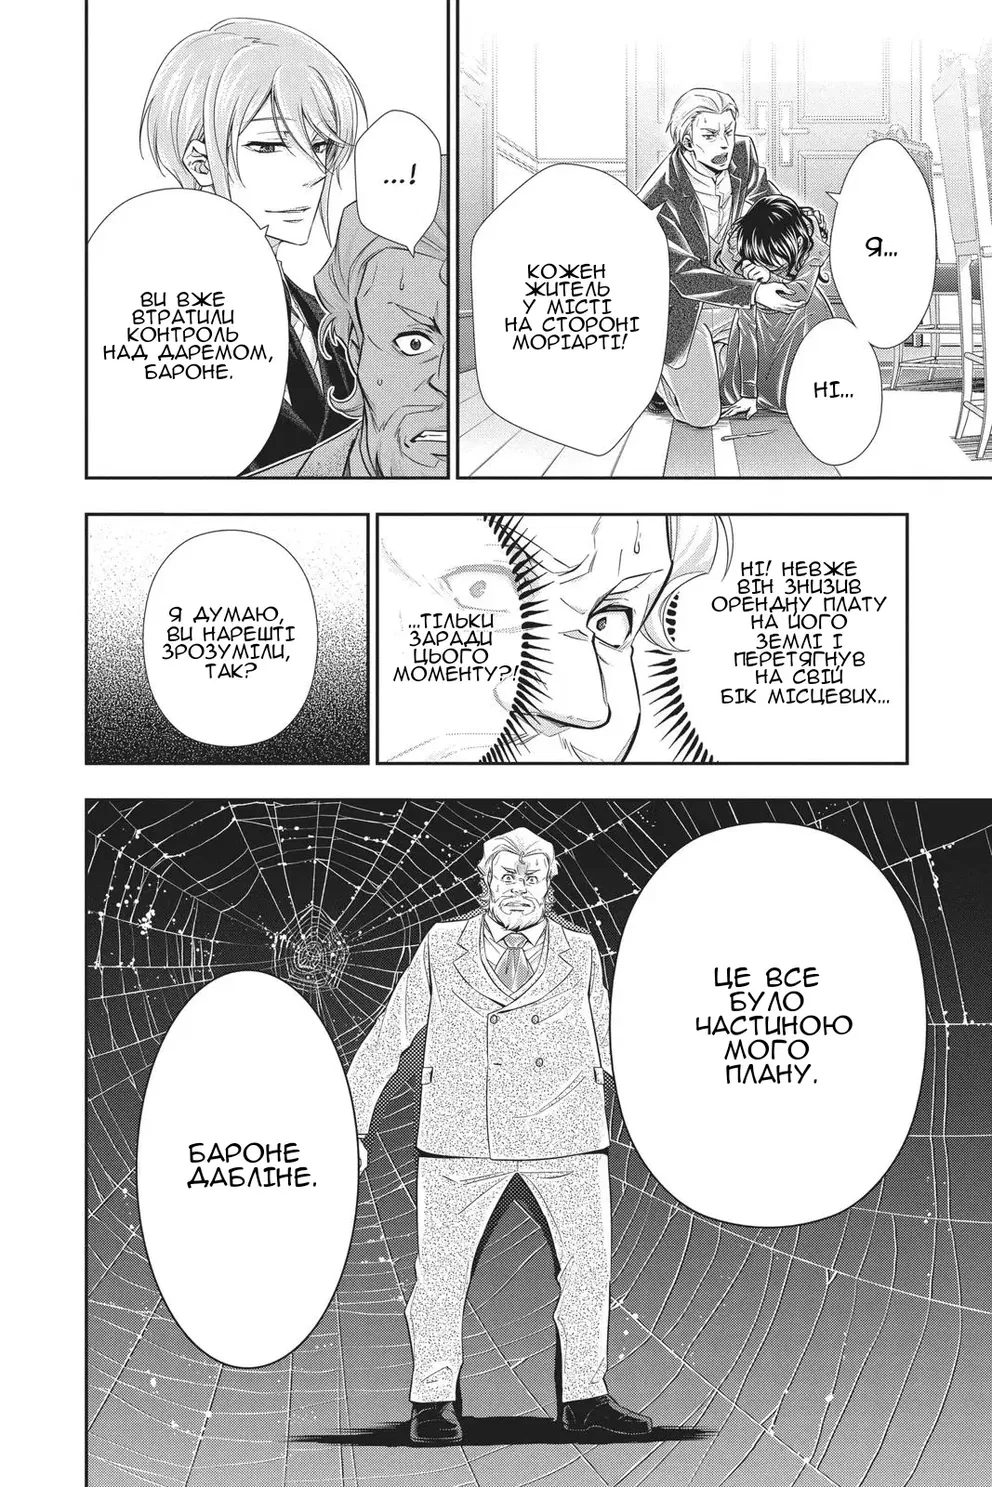 Я...
НІ...
КОЖЕН
ЖИТЕЛЬ
У МІСТІ
НА СТОРОНІ
МОРІАРТІ!
...!
ВИ ВЖЕ
ВТРАТИЛИ
КОНТРОЛЬ
НАД ДАРЕМОМ,
БАРОНЕ.
НІ! НЕВЖЕ
ВІН ЗНИЗИВ
ОРЕНДНУ ПЛАТУ
НА ЙОГО
ЗЕМЛІ І
ПЕРЕТЯГНУВ
НА СВІЙ
БІК МІСЦЕВИХ...
...ТІЛЬКИ
ЗАРАДИ
ЦЬОГО
МОМЕНТУ?!
Я ДУМАЮ,
ВИ НАРЕШТІ
ЗРОЗУМІЛИ,
ТАК?
ЦЕ ВСЕ
БУЛО
ЧАСТИНОЮ
МОГО
ПЛАНУ.
БАРОНЕ
ДАБЛІНЕ.